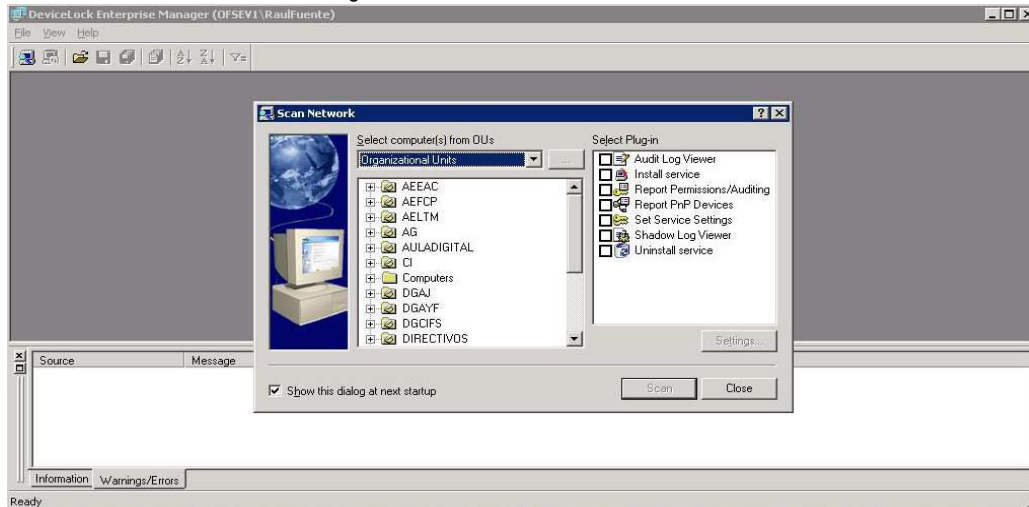 DeviceLock Enterprise Manager (OFSEV1\RaulFuente)
File View Help
Scan Network
Select computer(s) from OUs
Organizational Units
...
AEEAC
AEFCP
AELTM
AG
AULADIGITAL
CI
Computers
DGAJ
DGAYF
DGCIFS
DIRECTIVOS
Select Plug-in
Audit Log Viewer
Install service
Report Permissions/Auditing
Report PnP Devices
Set Service Settings
Shadow Log Viewer
Uninstall service
Settings...
Show this dialog at next startup
Scan Close
Source Message
Information Warnings/Errors
Ready